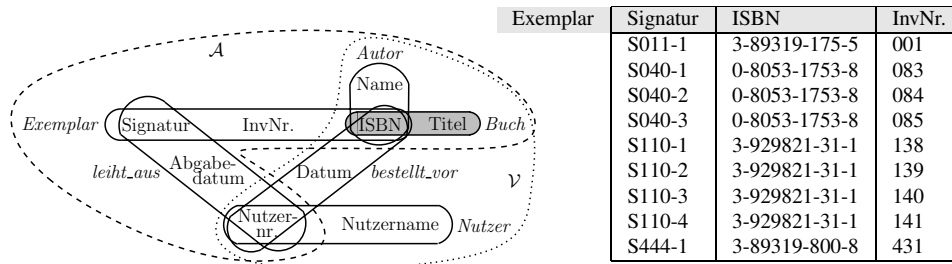 𝒜
Autor
Name
Exemplar
Signatur
InvNr.
ISBN
Titel
Buch
leiht_aus
Abgabe-
datum
Datum
bestellt_vor
𝒱
Nutzer-
nr.
Nutzername
Nutzer
Exemplar Signatur ISBN InvNr.
S011-1 3-89319-175-5 001
S040-1 0-8053-1753-8 083
S040-2 0-8053-1753-8 084
S040-3 0-8053-1753-8 085
S110-1 3-929821-31-1 138
S110-2 3-929821-31-1 139
S110-3 3-929821-31-1 140
S110-4 3-929821-31-1 141
S444-1 3-89319-800-8 431